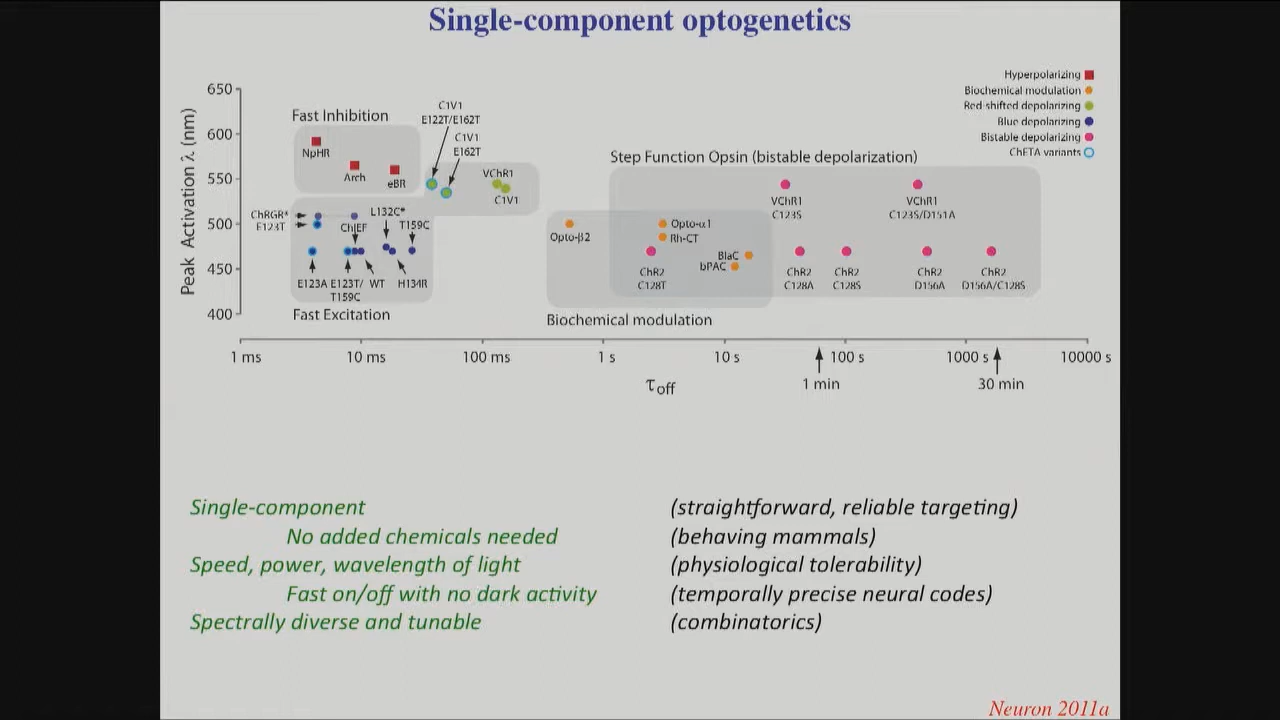 Single-component optogenetics
Hyperpolarizing
Biochemical modulation
Red-shifted depolarizing
Blue depolarizing
Bistable depolarizing
ChETA variants
Peak Activation λ (nm)
650
600
550
500
450
400
Fast Inhibition
NpHR
Arch
eBR
C1V1
E122T/E162T
C1V1
E162T
VChR1
C1V1
ChRGR*
E123T
ChIEF
L132C*
T159C
E123A
E123T/
T159C
WT
H134R
Fast Excitation
Step Function Opsin (bistable depolarization)
VChR1
C123S
VChR1
C123S/D151A
Opto-β2
Opto-α1
Rh-CT
BlaC
bPAC
ChR2
C128T
ChR2
C128A
ChR2
C128S
ChR2
D156A
ChR2
D156A/C128S
Biochemical modulation
1 ms
10 ms
100 ms
1 s
10 s
100 s
1000 s
10000 s
1 min
30 min
τoff
Single-component (straightforward, reliable targeting)
No added chemicals needed (behaving mammals)
Speed, power, wavelength of light (physiological tolerability)
Fast on/off with no dark activity (temporally precise neural codes)
Spectrally diverse and tunable (combinatorics)
Neuron 2011a